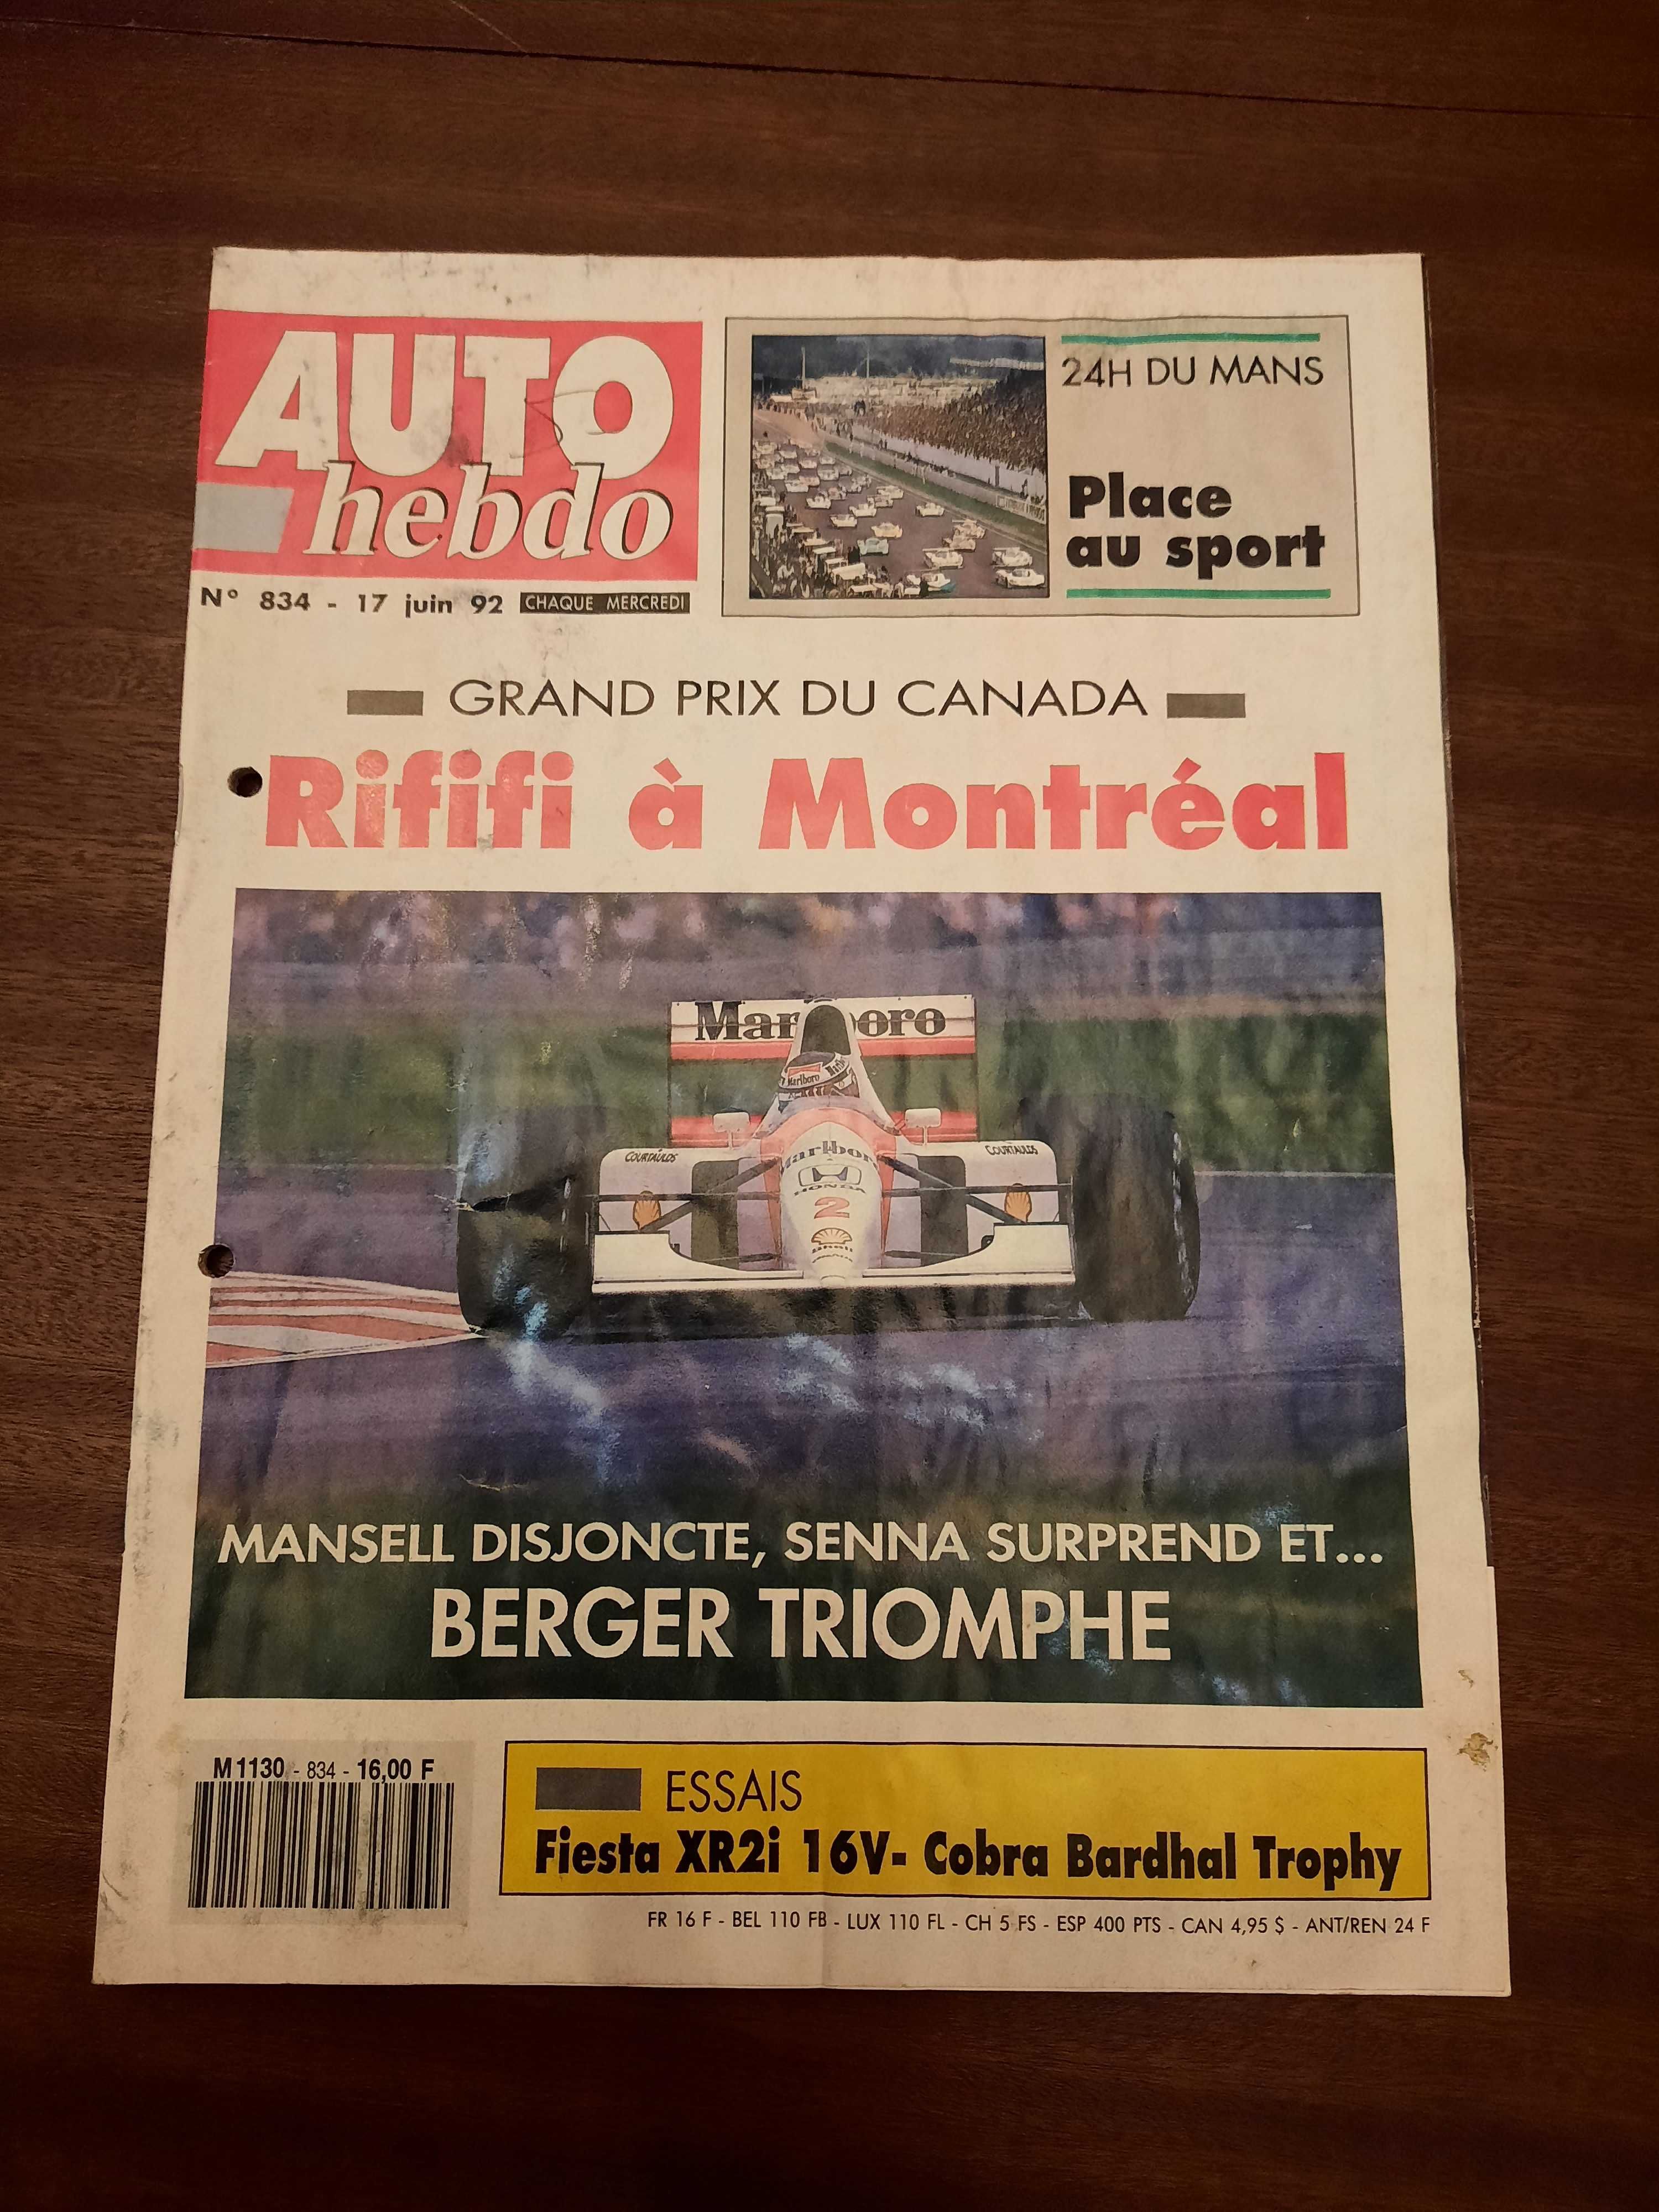 AUTO
hebdo
N° 834 - 17 juin 92 CHAQUE MERCREDI
24H DU MANS
Place
au sport
GRAND PRIX DU CANADA
Rififi à Montréal
Marlboro
Marlboro
COURTAULDS
COURTAULDS
Marlboro
HONDA
2
Shell
MANSELL DISJONCTE, SENNA SURPREND ET...
BERGER TRIOMPHE
M 1130 - 834 - 16,00 F
ESSAIS
Fiesta XR2i 16V- Cobra Bardhal Trophy
FR 16 F - BEL 110 FB - LUX 110 FL - CH 5 FS - ESP 400 PTS - CAN 4,95 $ - ANT/REN 24 F